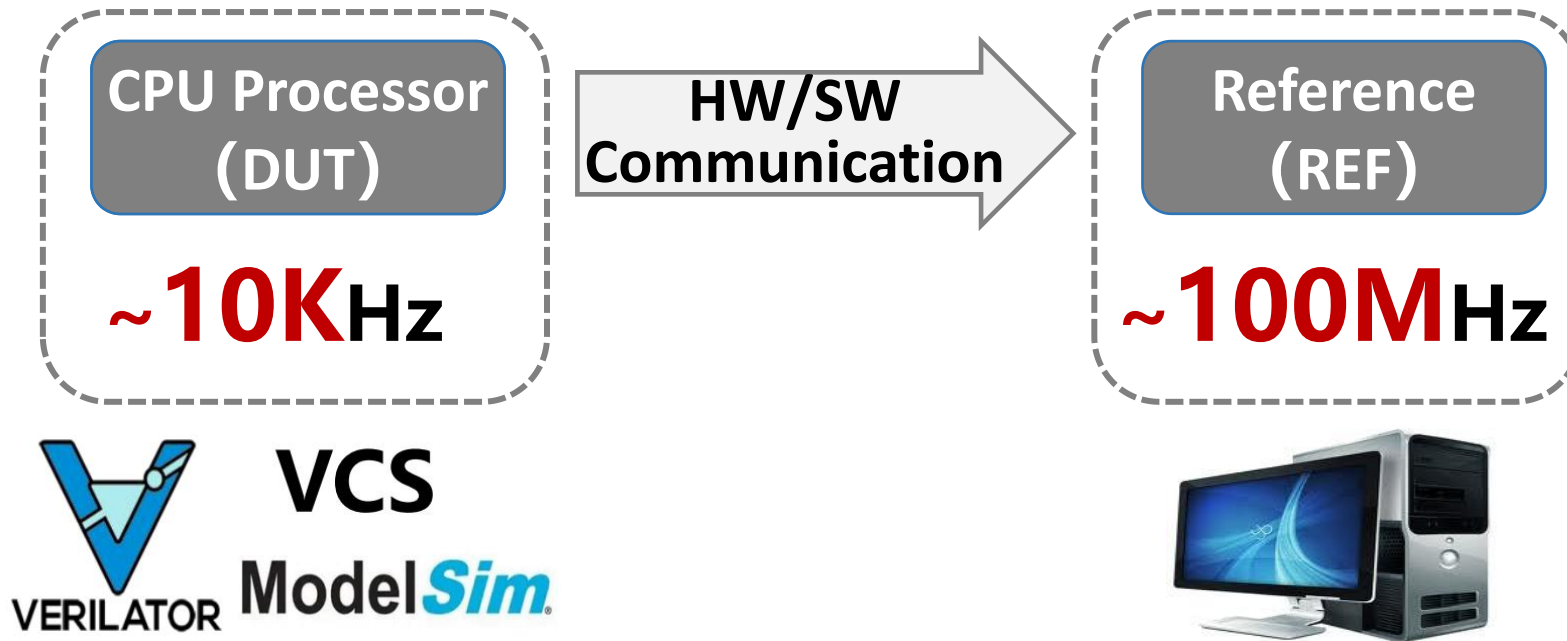 CPU Processor
(DUT)
~10KHz
HW/SW
Communication
Reference
(REF)
~100MHz
VERILATOR
VCS
ModelSim